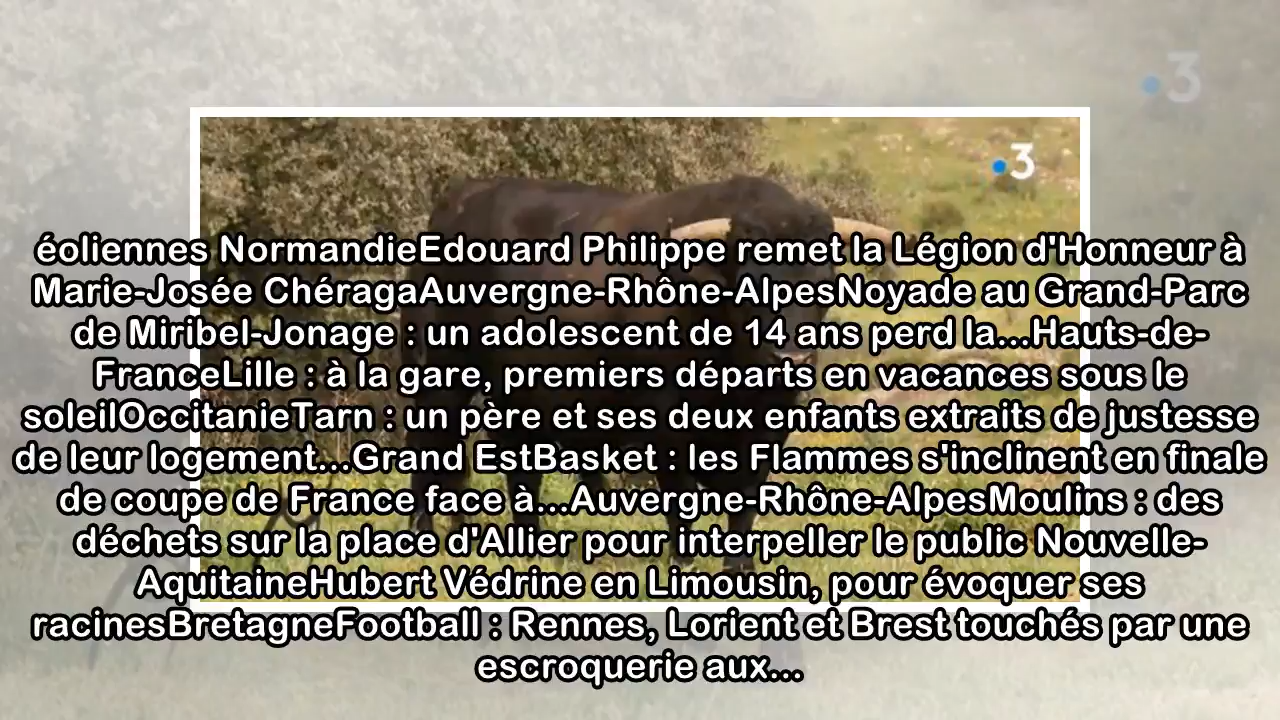 3
3
éoliennes NormandieEdouard Philippe remet la Légion d'Honneur à
Marie-Josée ChéragaAuvergne-Rhône-AlpesNoyade au Grand-Parc
de Miribel-Jonage : un adolescent de 14 ans perd la...Hauts-de-
FranceLille : à la gare, premiers départs en vacances sous le
soleilOccitanieTarn : un père et ses deux enfants extraits de justesse
de leur logement...Grand EstBasket : les Flammes s'inclinent en finale
de coupe de France face à...Auvergne-Rhône-AlpesMoulins : des
déchets sur la place d'Allier pour interpeller le public Nouvelle-
AquitaineHubert Védrine en Limousin, pour évoquer ses
racinesBretagneFootball : Rennes, Lorient et Brest touchés par une
escroquerie aux...